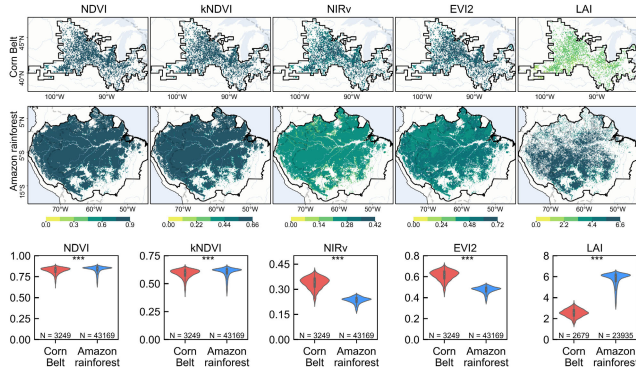 NDVI kNDVI NIRv EVI2 LAI
Corn Belt
45°N
40°N
100°W 90°W 100°W 90°W 100°W 90°W 100°W 90°W 100°W 90°W
Amazon rainforest
5°N
5°S
15°S
70°W 60°W 50°W 70°W 60°W 50°W 70°W 60°W 50°W 70°W 60°W 50°W 70°W 60°W 50°W
0.0 0.3 0.6 0.9 0.00 0.22 0.44 0.66 0.00 0.14 0.28 0.42 0.00 0.24 0.48 0.72 0.0 2.2 4.4 6.6
NDVI kNDVI NIRv EVI2 LAI
1.00 0.75 0.8 8
*** *** *** *** ***
0.75 0.50 0.45 0.6 6
0.50 0.30 0.4 4
0.25 0.25 0.15 0.2 2
N = 3249 N = 43169 N = 3249 N = 43169 N = 3249 N = 43169 N = 3249 N = 43169 N = 2679 N = 23935
0.00 0.00 0.00 0.0 0
Corn Amazon Corn Amazon Corn Amazon Corn Amazon Corn Amazon
Belt rainforest Belt rainforest Belt rainforest Belt rainforest Belt rainforest